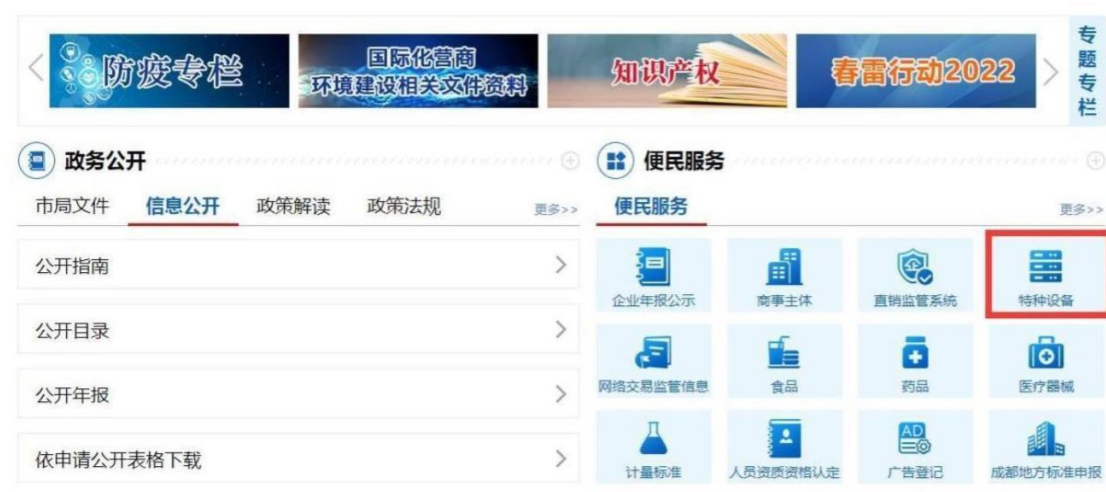 防疫专栏
国际化营商
环境建设相关文件资料
知识产权
春雷行动2022
专题专栏
政务公开
便民服务
市局文件 信息公开 政策解读 政策法规 更多>>
便民服务 更多>>
公开指南
公开目录
公开年报
依申请公开表格下载
企业年报公示 商事主体 直销监管系统 特种设备
网络交易监管信息 食品 药品 医疗器械
AD
计量标准 人员资质资格认定 广告登记 成都地方标准申报